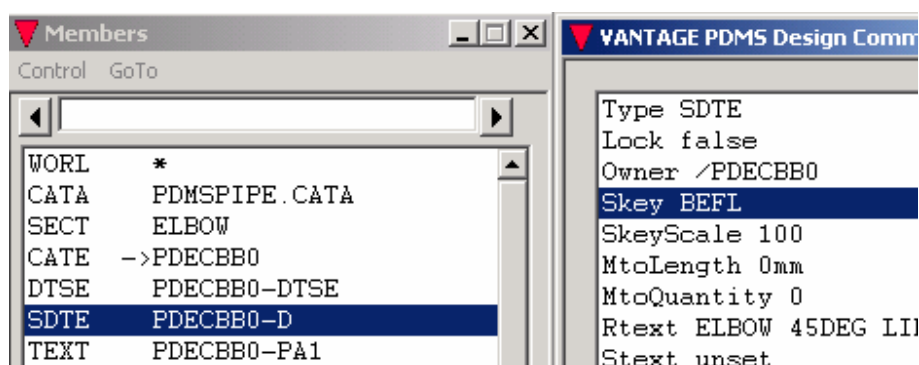 Members
Control GoTo
WORL *
CATA PDMSPIPE.CATA
SECT ELBOW
CATE ->PDECBB0
DTSE PDECBB0-DTSE
SDTE PDECBB0-D
TEXT PDECBB0-PA1
VANTAGE PDMS Design Comm
Type SDTE
Lock false
Owner /PDECBB0
Skey BEFL
SkeyScale 100
MtoLength 0mm
MtoQuantity 0
Rtext ELBOW 45DEG
Stext unset